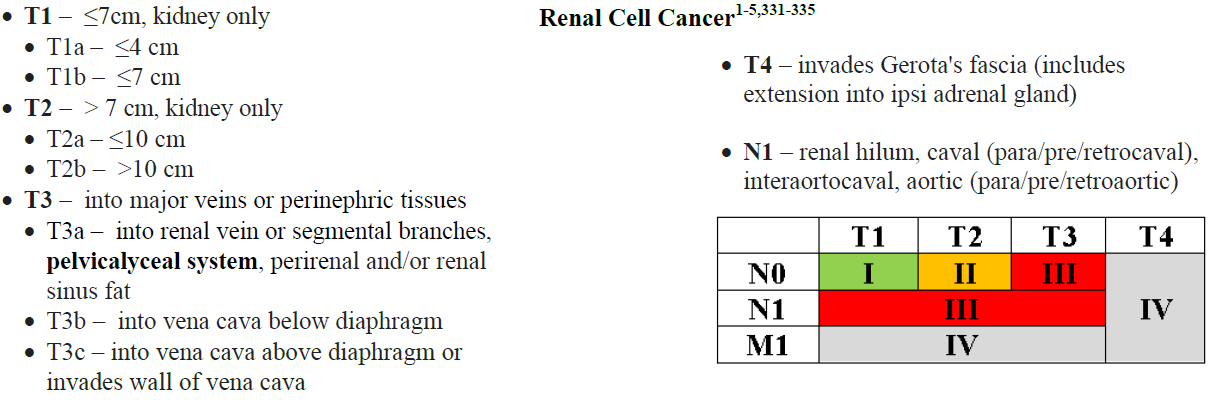 Renal Cell Cancer1-5,331-335
• T1 – ≤7cm, kidney only
• T1a – ≤4 cm
• T1b – ≤7 cm
• T2 – > 7 cm, kidney only
• T2a – ≤10 cm
• T2b – >10 cm
• T3 – into major veins or perinephric tissues
• T3a – into renal vein or segmental branches,
pelvicalyceal system, perirenal and/or renal
sinus fat
• T3b – into vena cava below diaphragm
• T3c – into vena cava above diaphragm or
invades wall of vena cava
• T4 – invades Gerota's fascia (includes
extension into ipsi adrenal gland)
• N1 – renal hilum, caval (para/pre/retrocaval),
interaortocaval, aortic (para/pre/retroaortic)
T1 T2 T3 T4
N0 I II III
N1 III IV
M1 IV